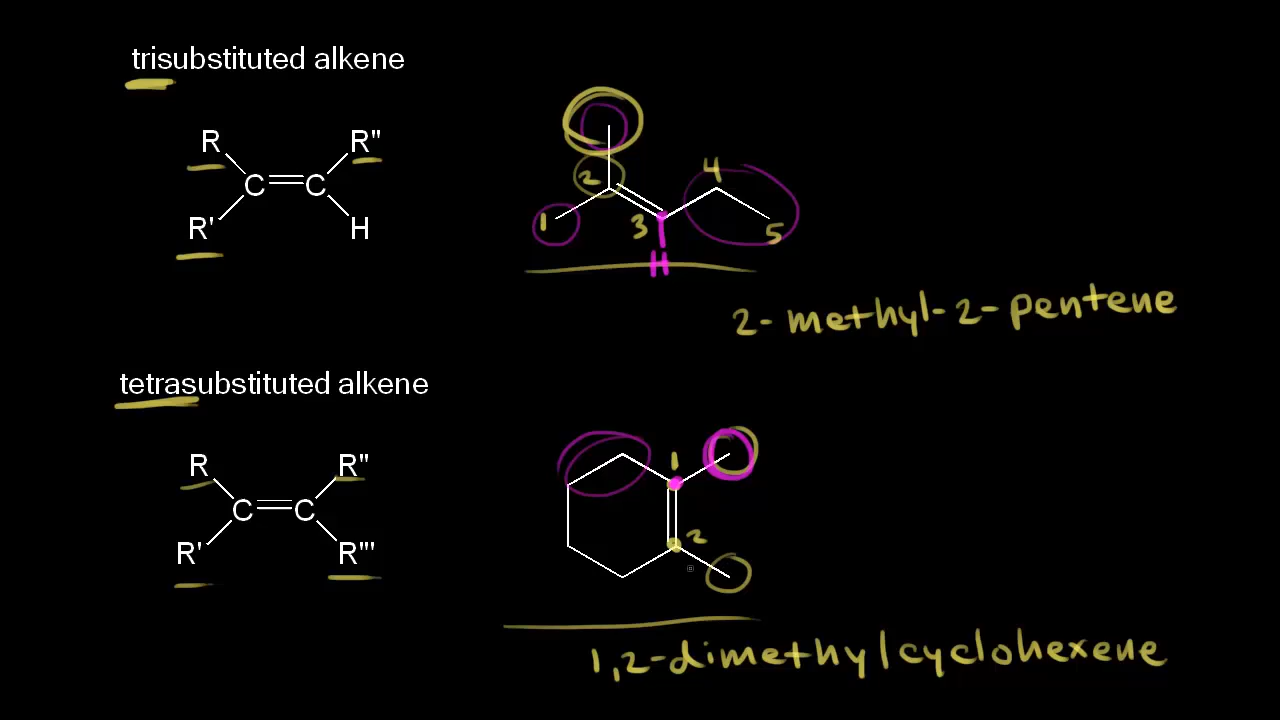 trisubstituted alkene
R R"
C C
R' H
2 4
1 3 5
H
2-methyl-2-pentene
tetrasubstituted alkene
R R"
C C
R' R'"
1
2
1,2-dimethylcyclohexene